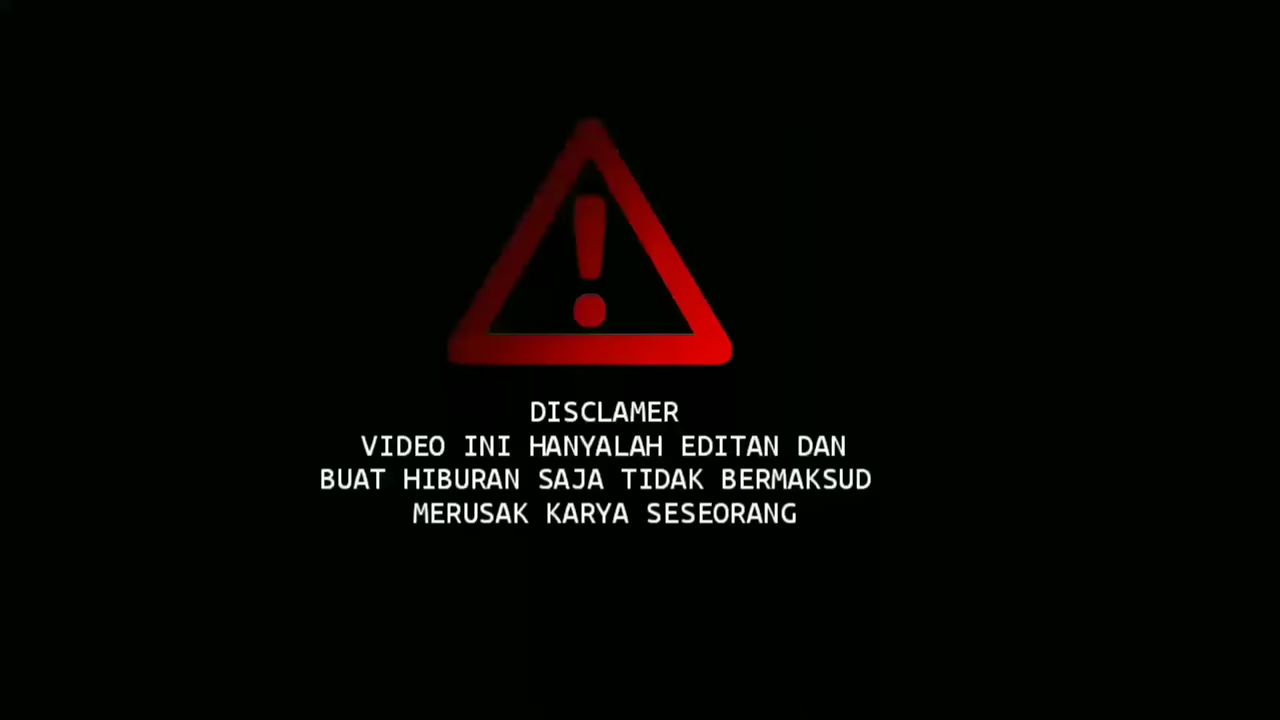 DISCLAMER
VIDEO INI HANYALAH EDITAN DAN
BUAT HIBURAN SAJA TIDAK BERMAKSUD
MERUSAK KARYA SESEORANG